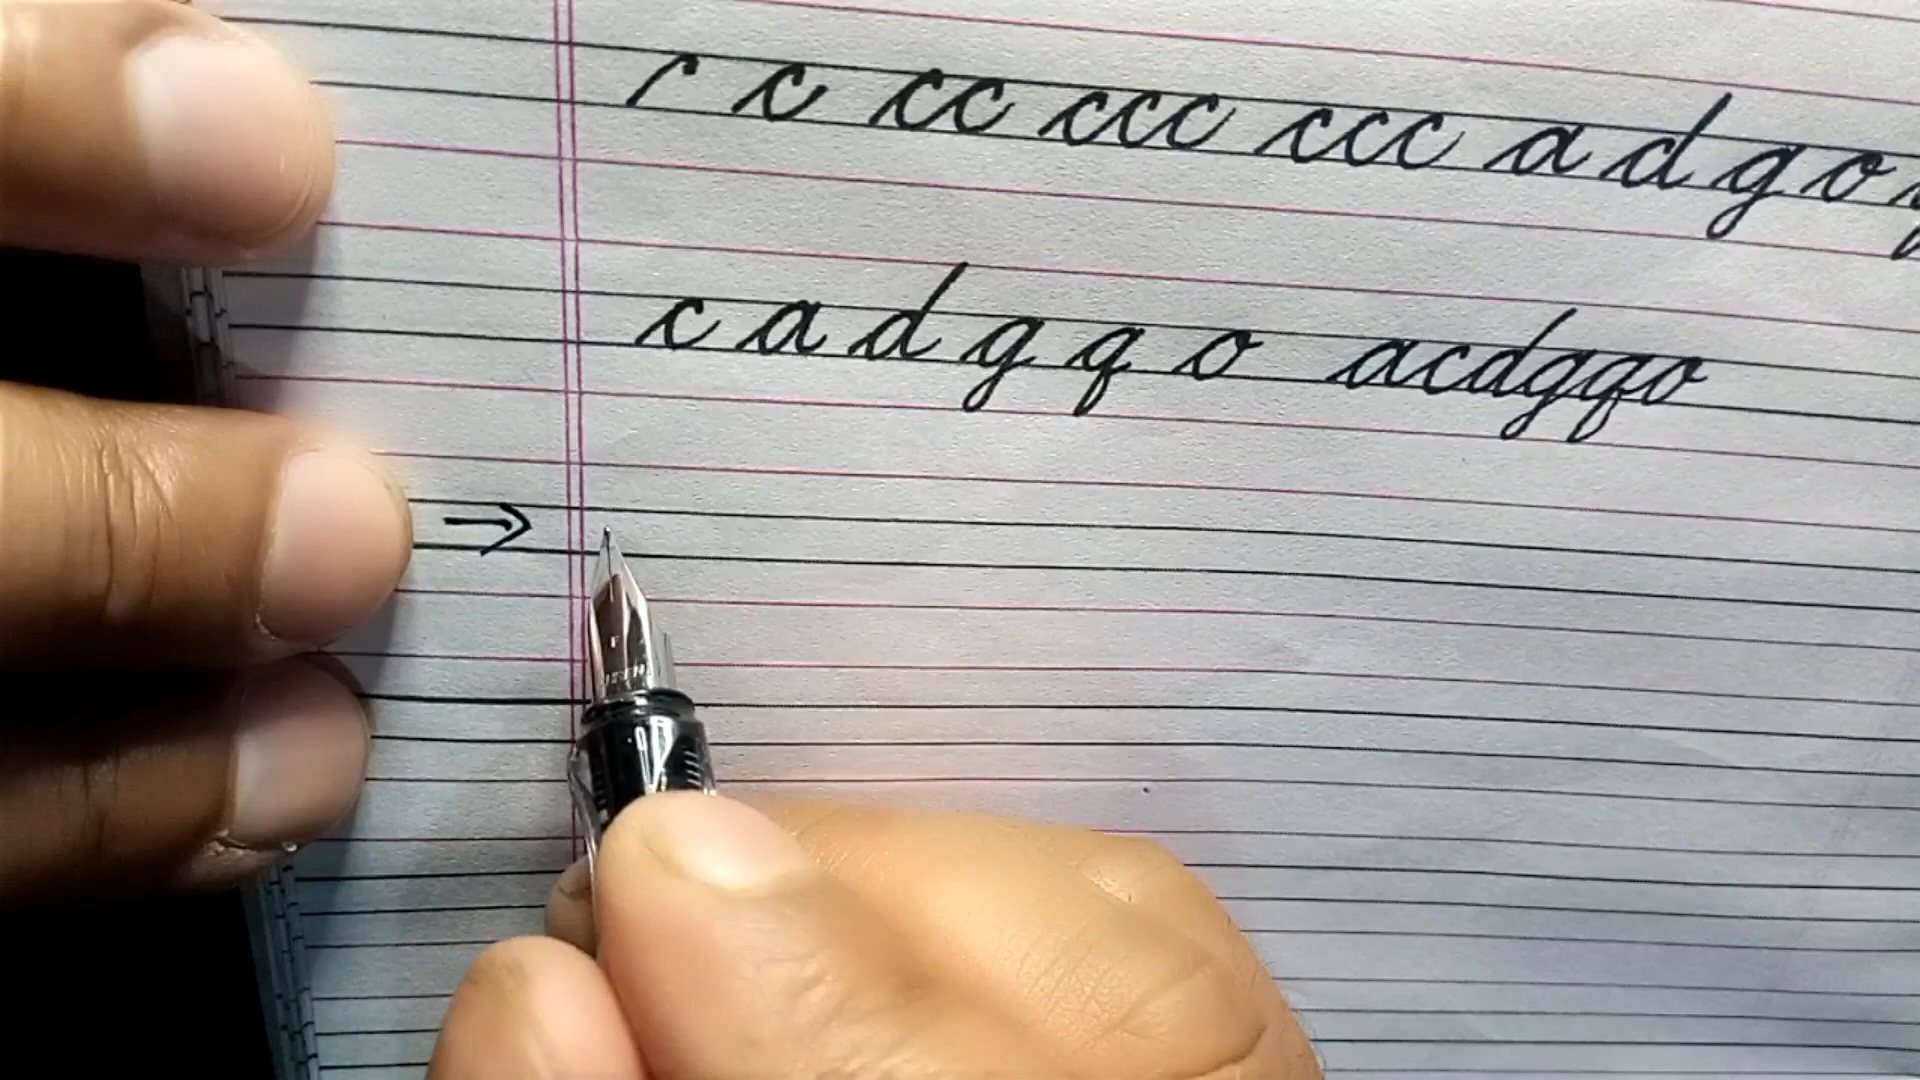 r c cc ccc ccc a d g o
c a d g q o acdgqo
→
F